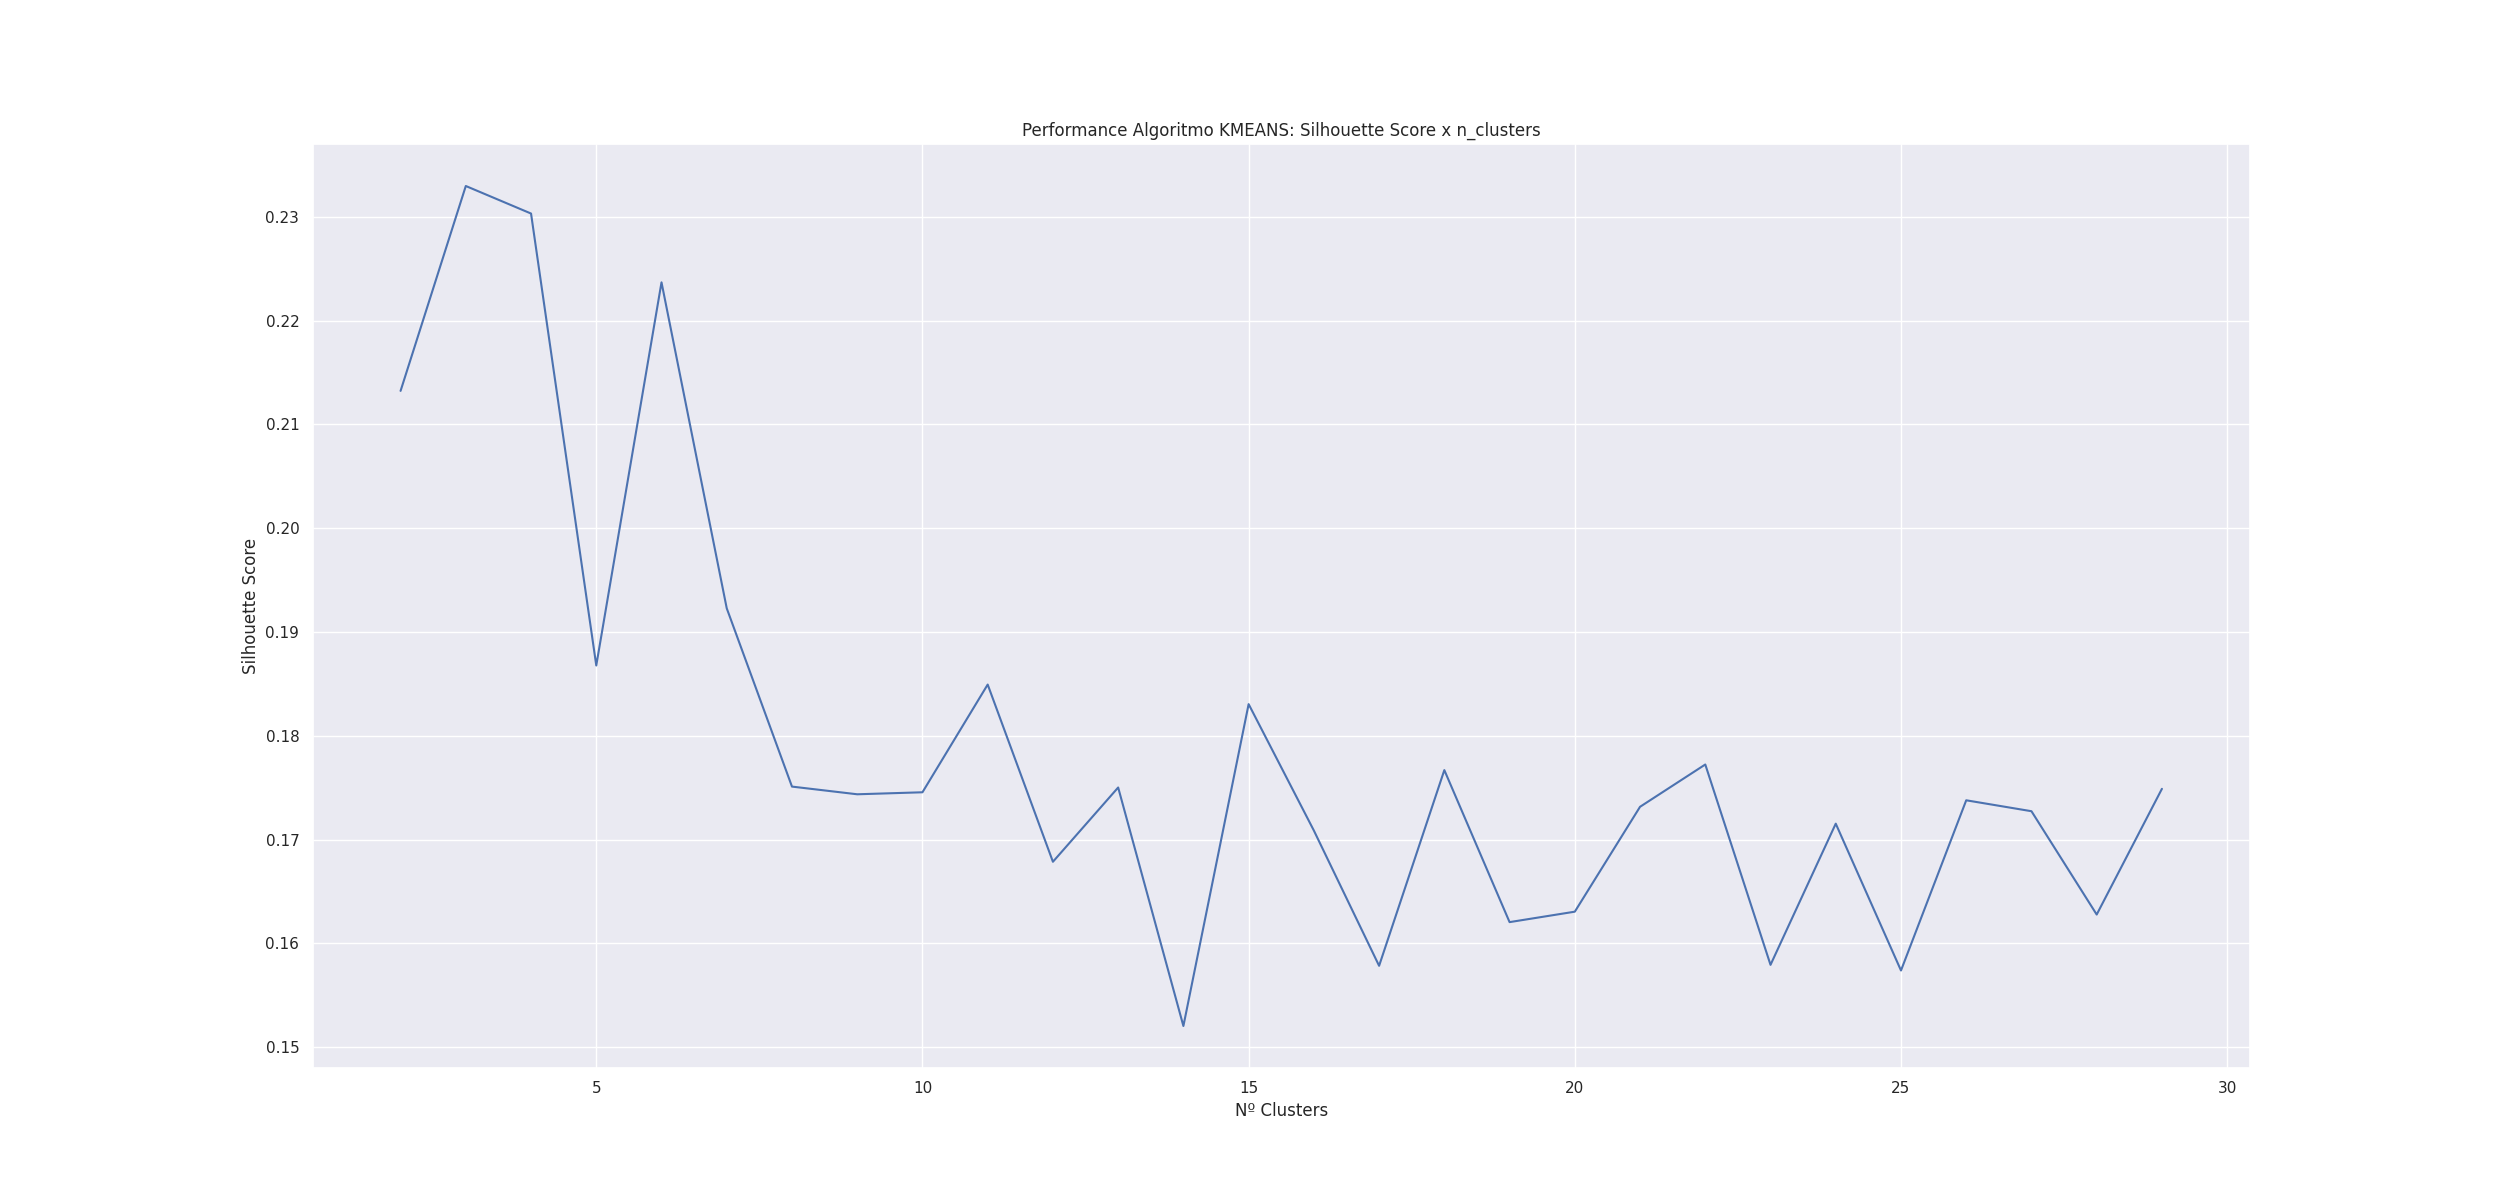 Performance Algoritmo KMEANS: Silhouette Score x n_clusters
0.23
0.22
0.21
0.20
0.19
0.18
0.17
0.16
0.15
Silhouette Score
5 10 15 20 25 30
Nº Clusters